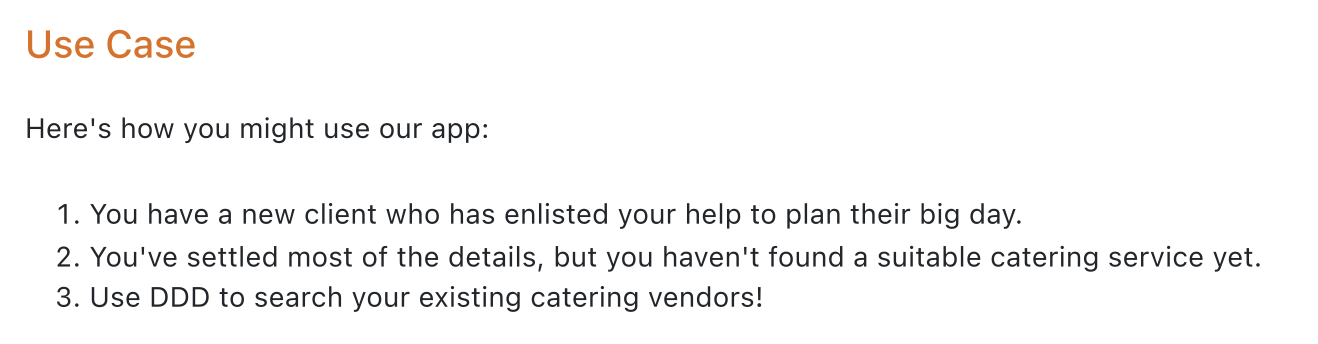 Use Case
Here's how you might use our app:
1. You have a new client who has enlisted your help to plan their big day.
2. You've settled most of the details, but you haven't found a suitable catering service yet.
3. Use DDD to search your existing catering vendors!